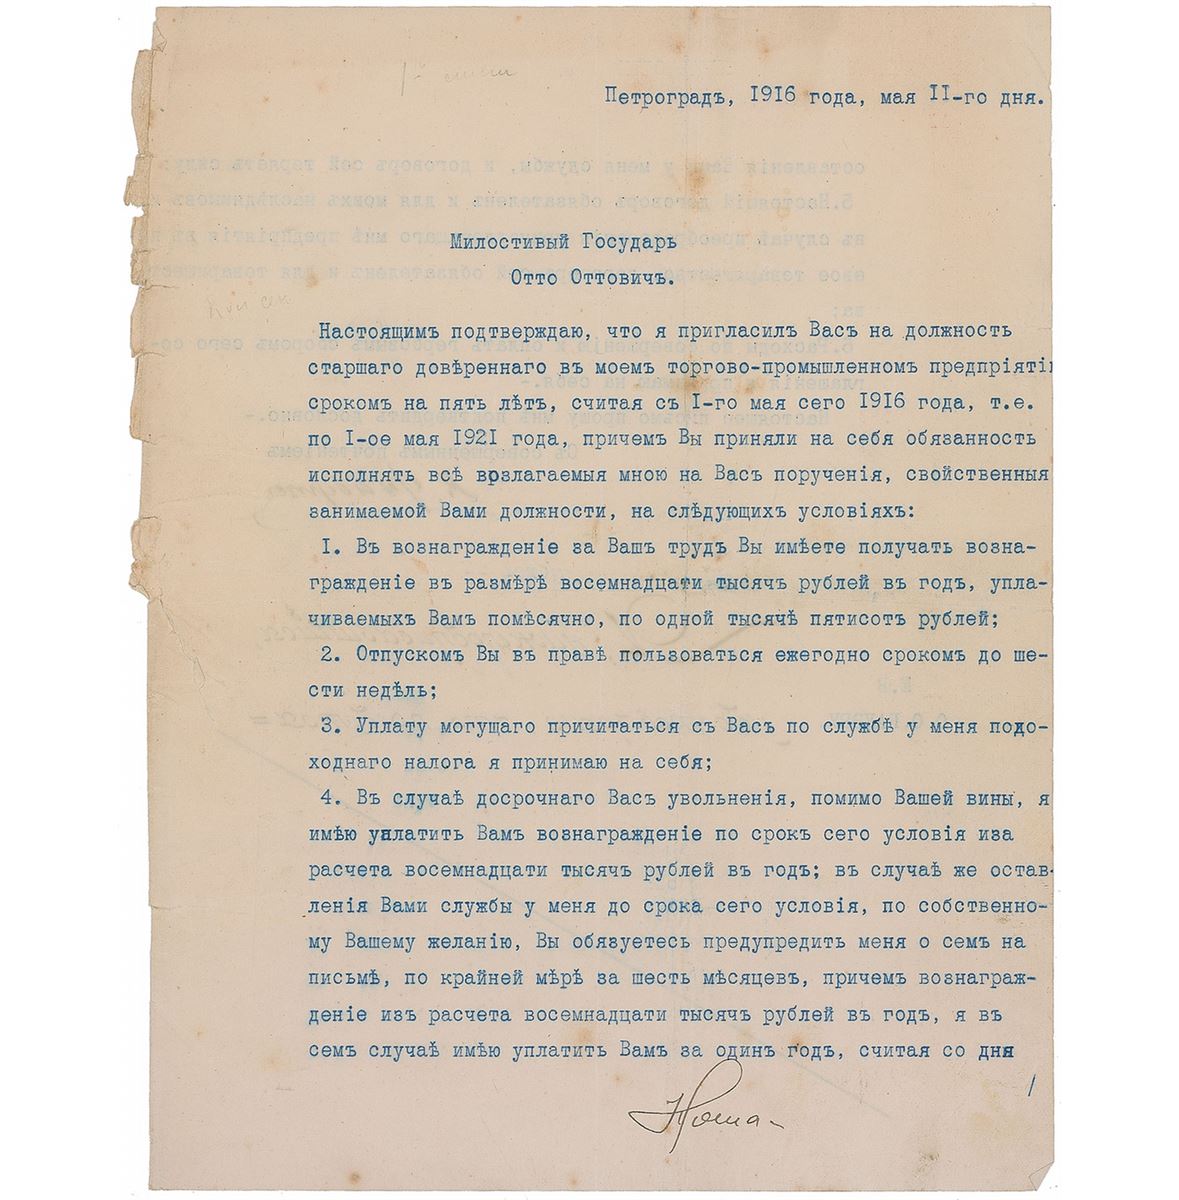 Петроградъ, 1916 года, мая II-го дня.
Милостивый Государь
Отто Оттовичъ.
Настоящимъ подтверждаю, что я пригласилъ Васъ на должность
старшаго довѣреннаго въ моемъ торгово-промышленномъ предпріятіи
срокомъ на пять лѣтъ, считая съ I-го мая сего 1916 года, т.е.
по I-ое мая 1921 года, причемъ Вы приняли на себя обязанность
исполнять всѣ возлагаемыя мною на Васъ порученія, свойственныя
занимаемой Вами должности, на слѣдующихъ условіяхъ:
I. Въ вознагражденіе за Вашъ трудъ Вы имѣете получать возна-
гражденіе въ размѣрѣ восемнадцати тысячъ рублей въ годъ, упла-
чиваемыхъ Вамъ помѣсячно, по одной тысячѣ пятисотъ рублей;
2. Отпускомъ Вы въ правѣ пользоваться ежегодно срокомъ до ше-
сти недѣль;
3. Уплату могущаго причитаться съ Васъ по службѣ у меня подо-
ходнаго налога я принимаю на себя;
4. Въ случаѣ досрочнаго Васъ увольненія, помимо Вашей вины, я
имѣю уплатить Вамъ вознагражденіе по срокъ сего условія иза
расчета восемнадцати тысячъ рублей въ годъ; въ случаѣ же остав-
ленія Вами службы у меня до срока сего условія, по собственно-
му Вашему желанію, Вы обязуетесь предупредить меня о семъ на
письмѣ, по крайней мѣрѣ за шесть мѣсяцевъ, причемъ вознаграж-
деніе изъ расчета восемнадцати тысячъ рублей въ годъ, я въ
семъ случаѣ имѣю уплатить Вамъ за одинъ годъ, считая со дня